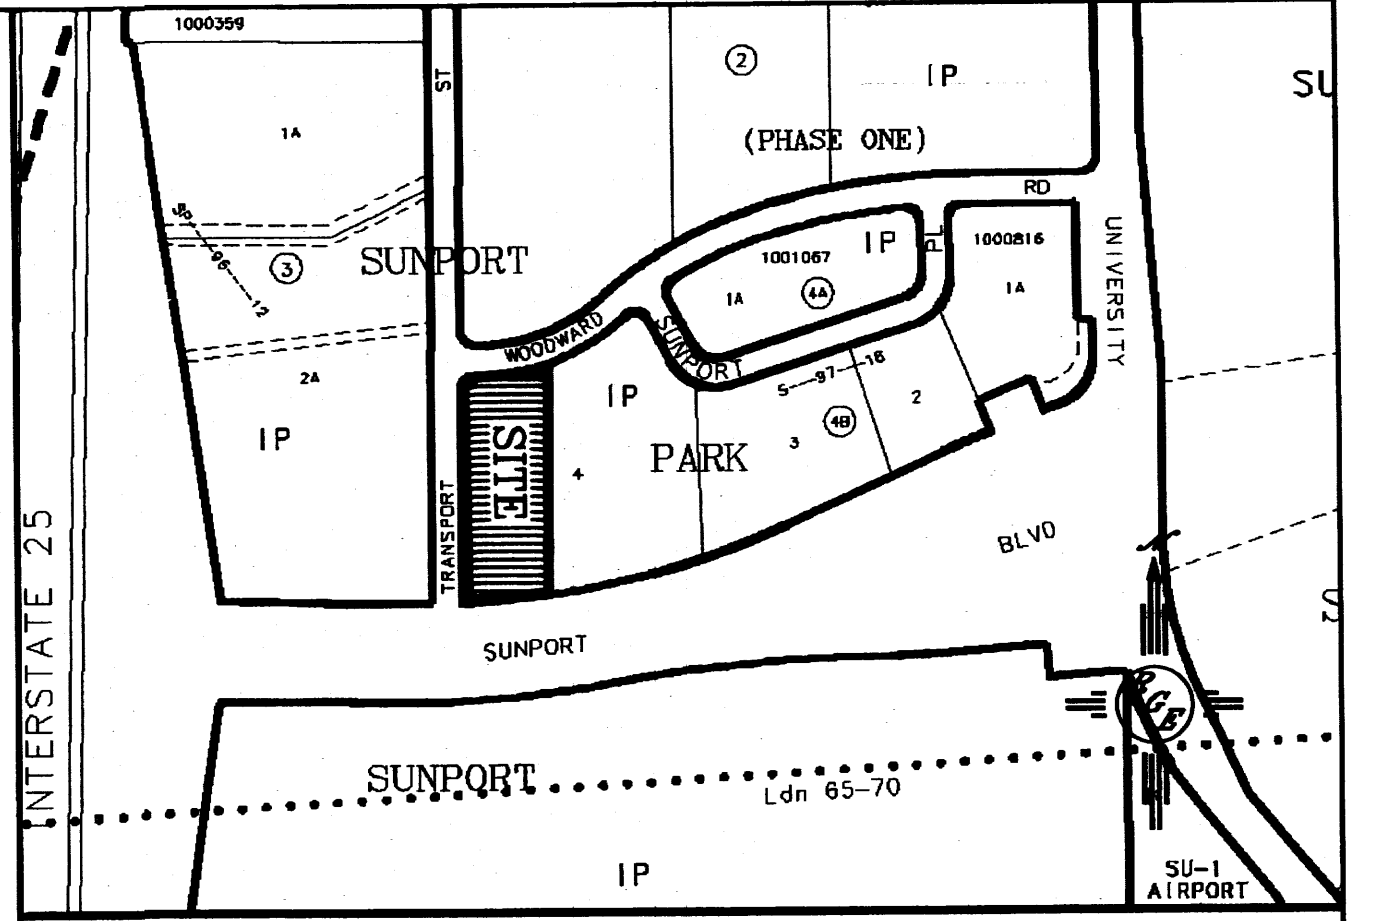 1000359
ST
2
IP
SU
1A
(PHASE ONE)
RD
SUNPORT
3
96
12
1001067
IP
PL
1000816
UNIVERSITY
1A
4A
1A
WOODWARD
SUNPORT
2A
IP
IP
5---97---16
4B
2
3
PARK
SITE
4
IP
INTERSTATE 25
TRANSPORT
BLVD
SUNPORT
RGE
SUNPORT
Ldn 65-70
IP
SU-1
AIRPORT